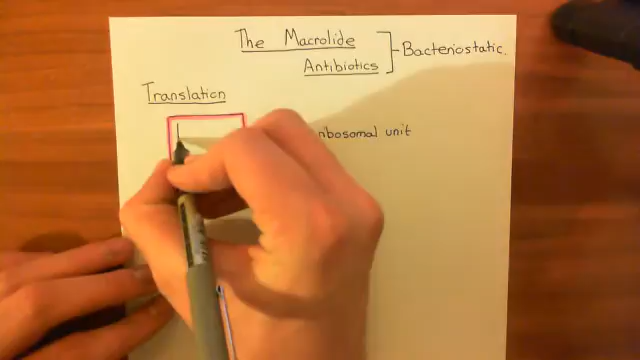 The Macrolide
Antibiotics
Bacteriostatic.
Translation
ribosomal unit